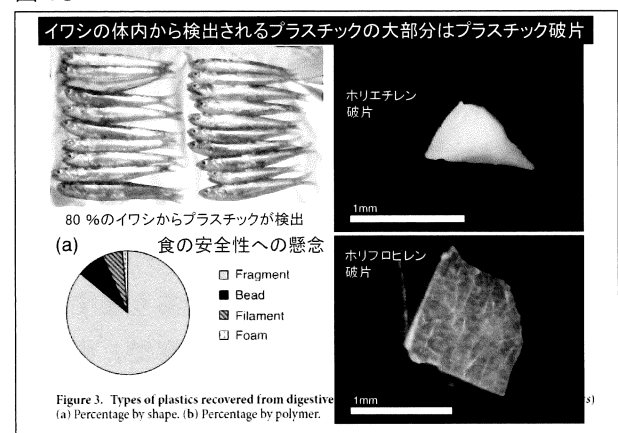 イワシの体内から検出されるプラスチックの大部分はプラスチック破片
ホリエチレン
破片
1mm
80 %のイワシからプラスチックが検出
(a) 食の安全性への懸念
Fragment
Bead
Filament
Foam
ホリフロヒレン
破片
1mm
Figure 3. Types of plastics recovered from digestive
(a) Percentage by shape. (b) Percentage by polymer.